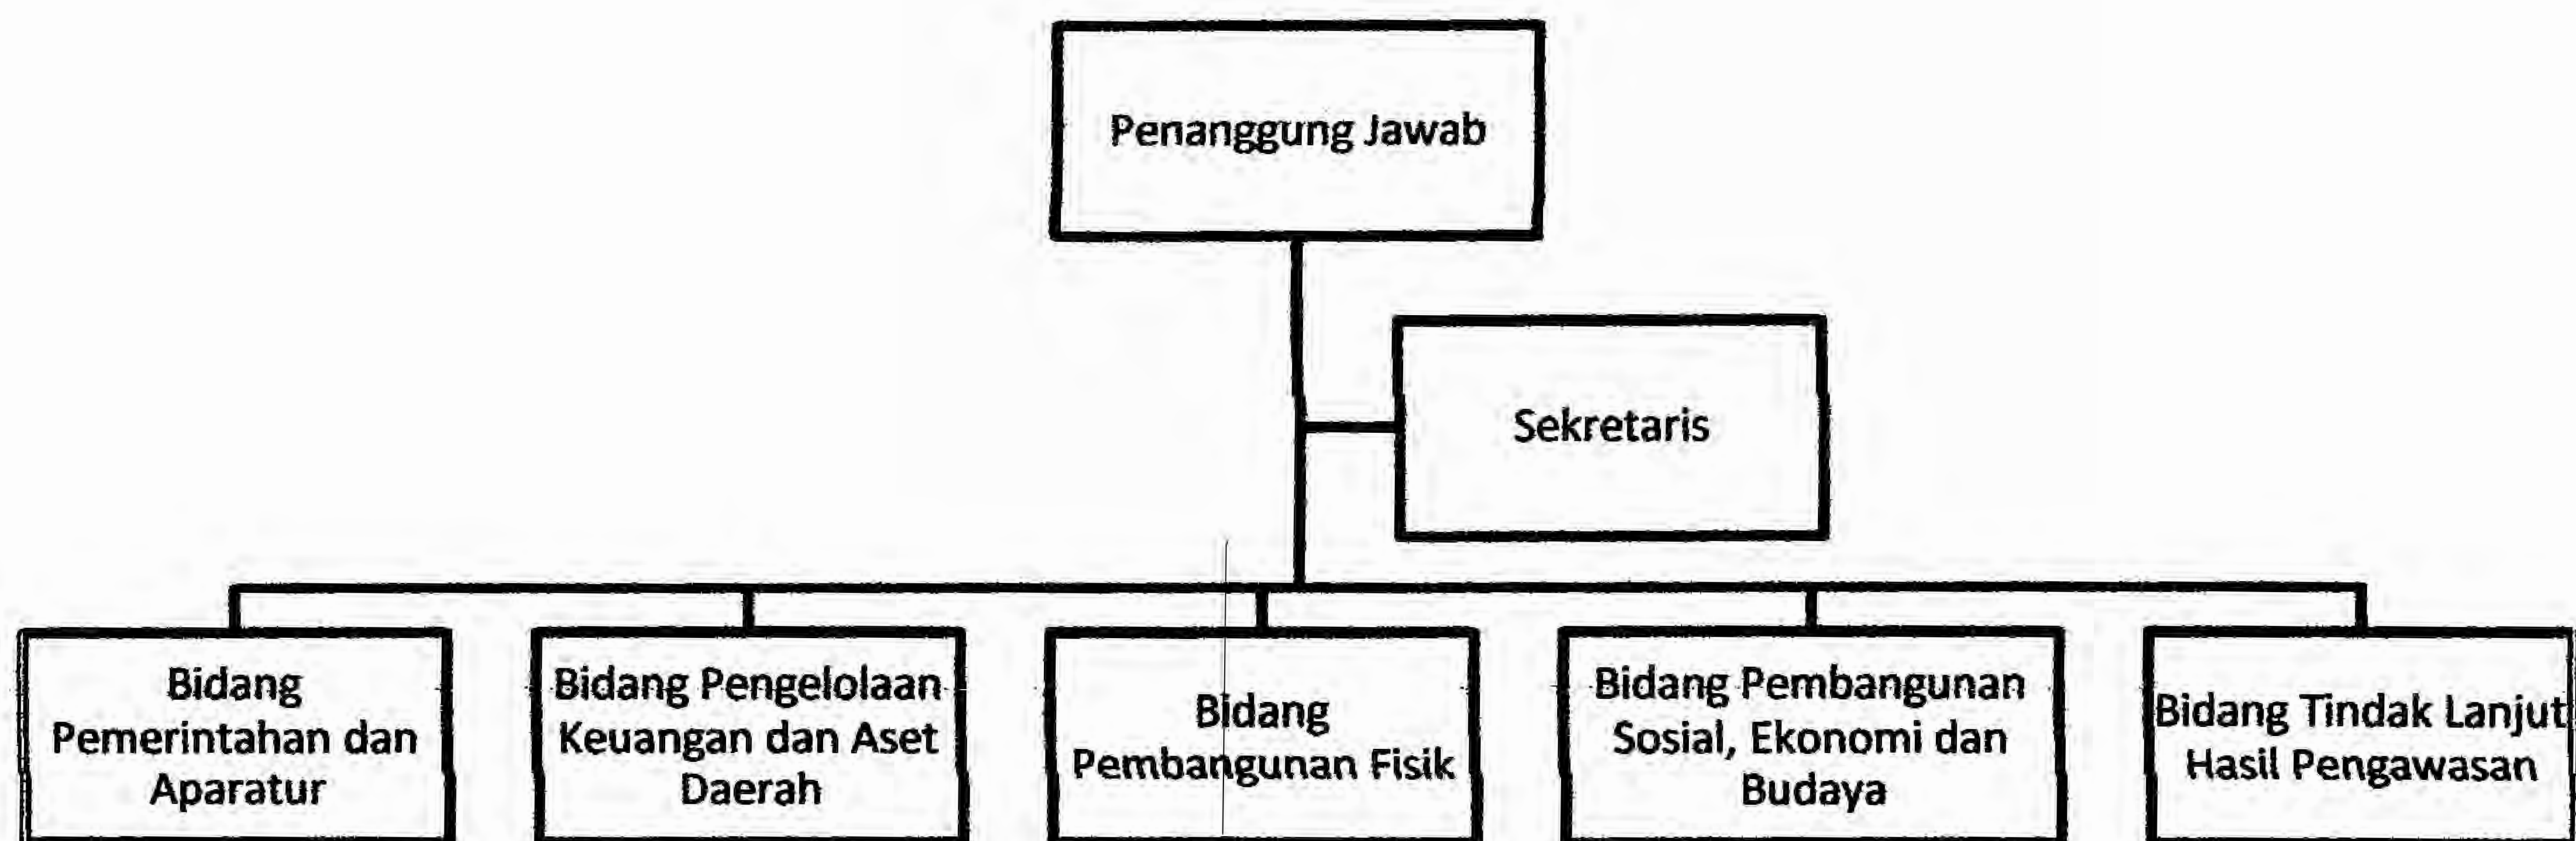 Penanggung Jawab
Sekretaris
Bidang
Pemerintahan dan
Aparatur
Bidang Pengelolaan
Keuangan dan Aset
Daerah
Bidang
Pembangunan Fisik
Bidang Pembangunan
Sosial, Ekonomi dan
Budaya
Bidang Tindak Lanjut
Hasil Pengawasan